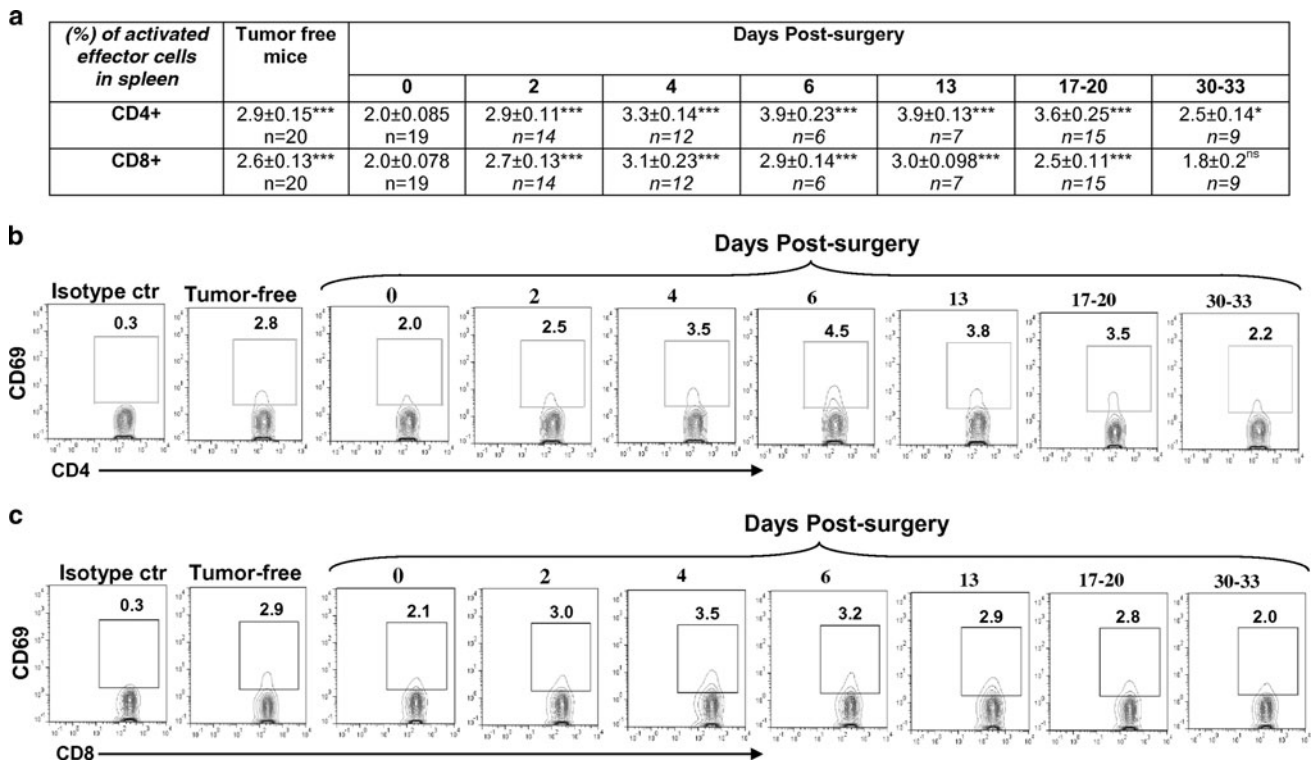 a
(%) of activated effector cells in spleen
Tumor free mice
Days Post-surgery
0 2 4 6 13 17-20 30-33
CD4+ 2.9±0.15*** 2.0±0.085 2.9±0.11*** 3.3±0.14*** 3.9±0.23*** 3.9±0.13*** 3.6±0.25*** 2.5±0.14*
n=20 n=19 n=14 n=12 n=6 n=7 n=15 n=9
CD8+ 2.6±0.13*** 2.0±0.078 2.7±0.13*** 3.1±0.23*** 2.9±0.14*** 3.0±0.098*** 2.5±0.11*** 1.8±0.2ns
n=20 n=19 n=14 n=12 n=6 n=7 n=15 n=9
b
Days Post-surgery
Isotype ctr Tumor-free 0 2 4 6 13 17-20 30-33
0.3 2.8 2.0 2.5 3.5 4.5 3.8 3.5 2.2
CD69
CD4
c
Days Post-surgery
Isotype ctr Tumor-free 0 2 4 6 13 17-20 30-33
0.3 2.9 2.1 3.0 3.5 3.2 2.9 2.8 2.0
CD69
CD8